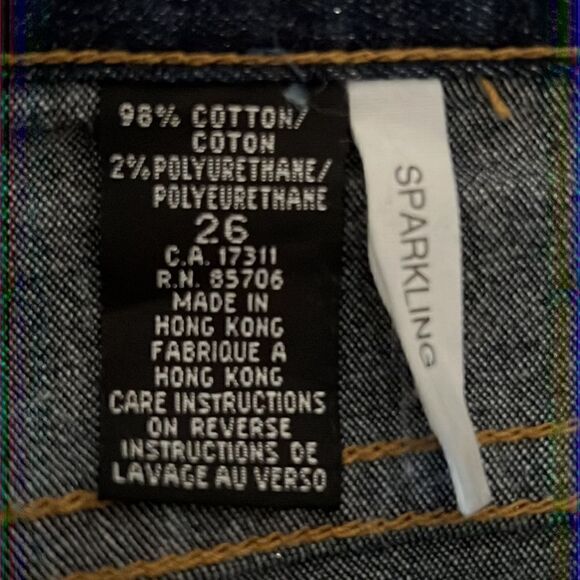 98% COTTON/
COTON
2% POLYURETHANE/
POLYEURETHANE
26
C.A. 17311
R.N. 85706
MADE IN
HONG KONG
FABRIQUE A
HONG KONG
CARE INSTRUCTIONS
ON REVERSE
INSTRUCTIONS DE
LAVAGE AU VERSO
SPARKLING